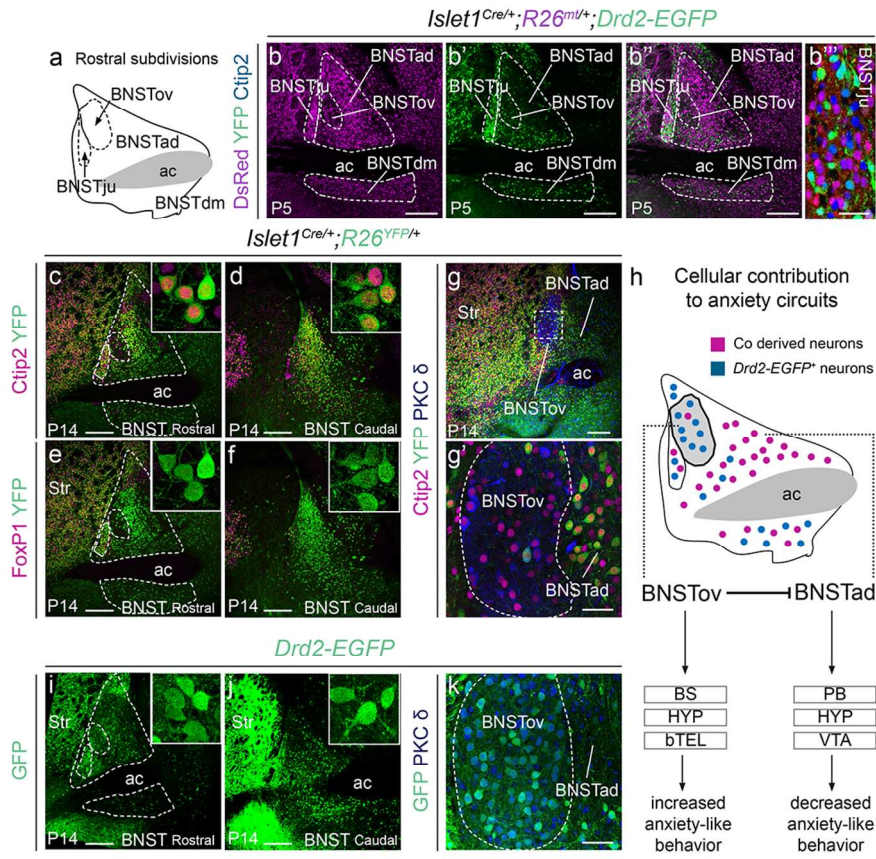 Islet1Cre/+;R26mt/+;Drd2-EGFP
a Rostral subdivisions
BNSTov
BNSTad
BNSTju
ac
BNSTdm
DsRed YFP Ctip2
b
BNSTad
BNSTju
BNSTov
ac
BNSTdm
P5
b'
BNSTad
BNSTju
BNSTov
ac
BNSTdm
P5
b''
BNSTad
BNSTju
BNSTov
ac
BNSTdm
P5
b'''
BNSTju
Islet1Cre/+;R26YFP/+
Ctip2 YFP
c
ac
P14 BNST Rostral
d
P14 BNST Caudal
FoxP1 YFP
e
Str
ac
P14 BNST Rostral
f
P14 BNST Caudal
Ctip2 YFP PKC δ
g
BNSTad
Str
ac
BNSTov
P14
g'
BNSTov
BNSTad
h Cellular contribution
to anxiety circuits
Co derived neurons
Drd2-EGFP+ neurons
ac
BNSTov BNSTad
BS PB
HYP HYP
bTEL VTA
increased decreased
anxiety-like anxiety-like
behavior behavior
Drd2-EGFP
GFP
i
Str
ac
P14 BNST Rostral
j
Str
ac
P14 BNST Caudal
GFP PKC δ
k
BNSTov
BNSTad